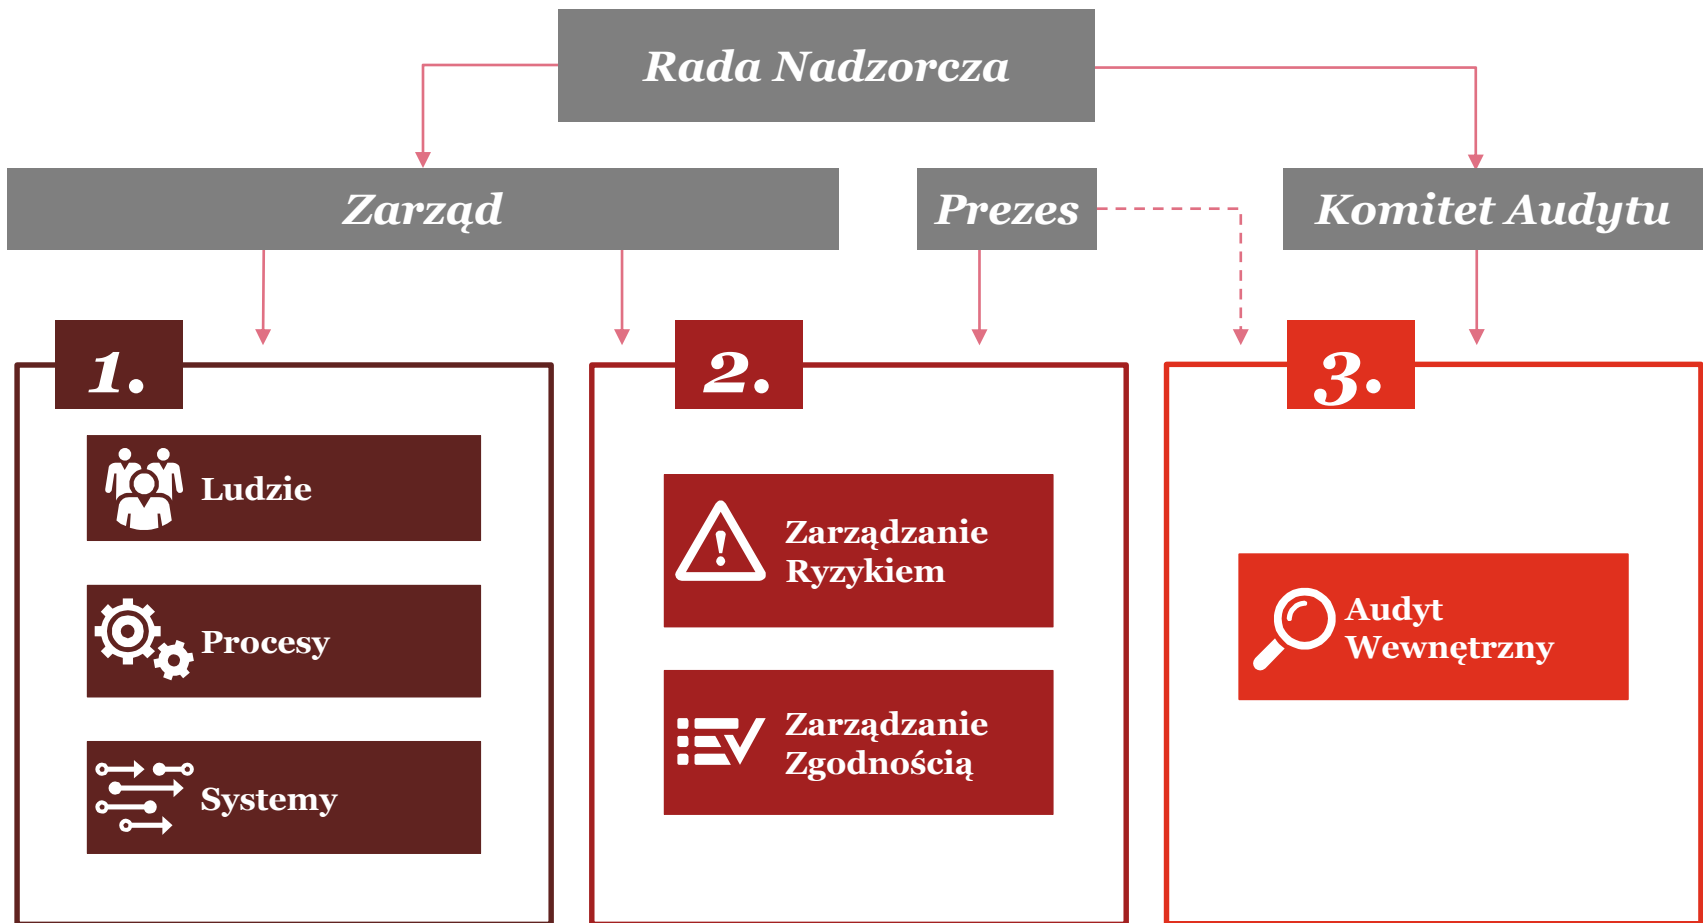 Rada Nadzorcza
Zarząd
Prezes
Komitet Audytu
1.
Ludzie
Procesy
Systemy
2.
Zarządzanie
Ryzykiem
Zarządzanie
Zgodnością
3.
Audyt
Wewnętrzny